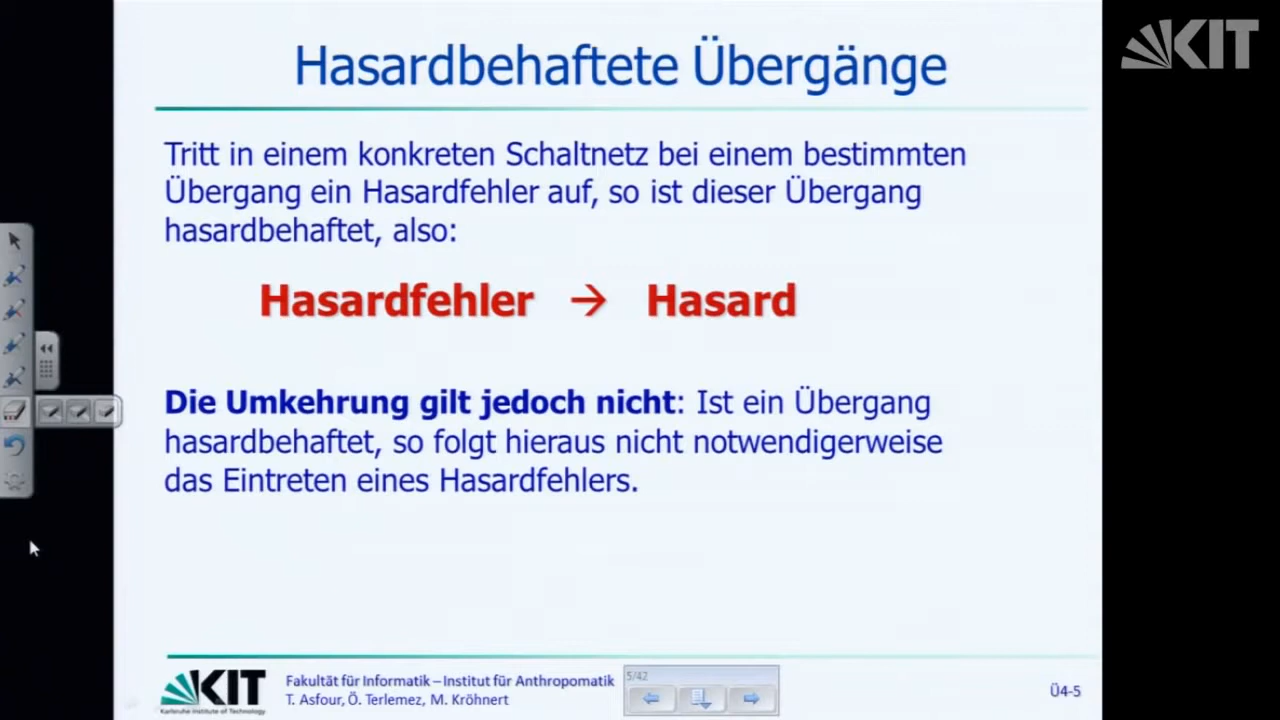 KIT
Hasardbehaftete Übergänge
Tritt in einem konkreten Schaltnetz bei einem bestimmten
Übergang ein Hasardfehler auf, so ist dieser Übergang
hasardbehaftet, also:
Hasardfehler → Hasard
Die Umkehrung gilt jedoch nicht: Ist ein Übergang
hasardbehaftet, so folgt hieraus nicht notwendigerweise
das Eintreten eines Hasardfehlers.
KIT
Karlsruhe Institute of Technology
Fakultät für Informatik – Institut für Anthropomatik
T. Asfour, Ö. Terlemez, M. Kröhnert
5/42
Ü4-5